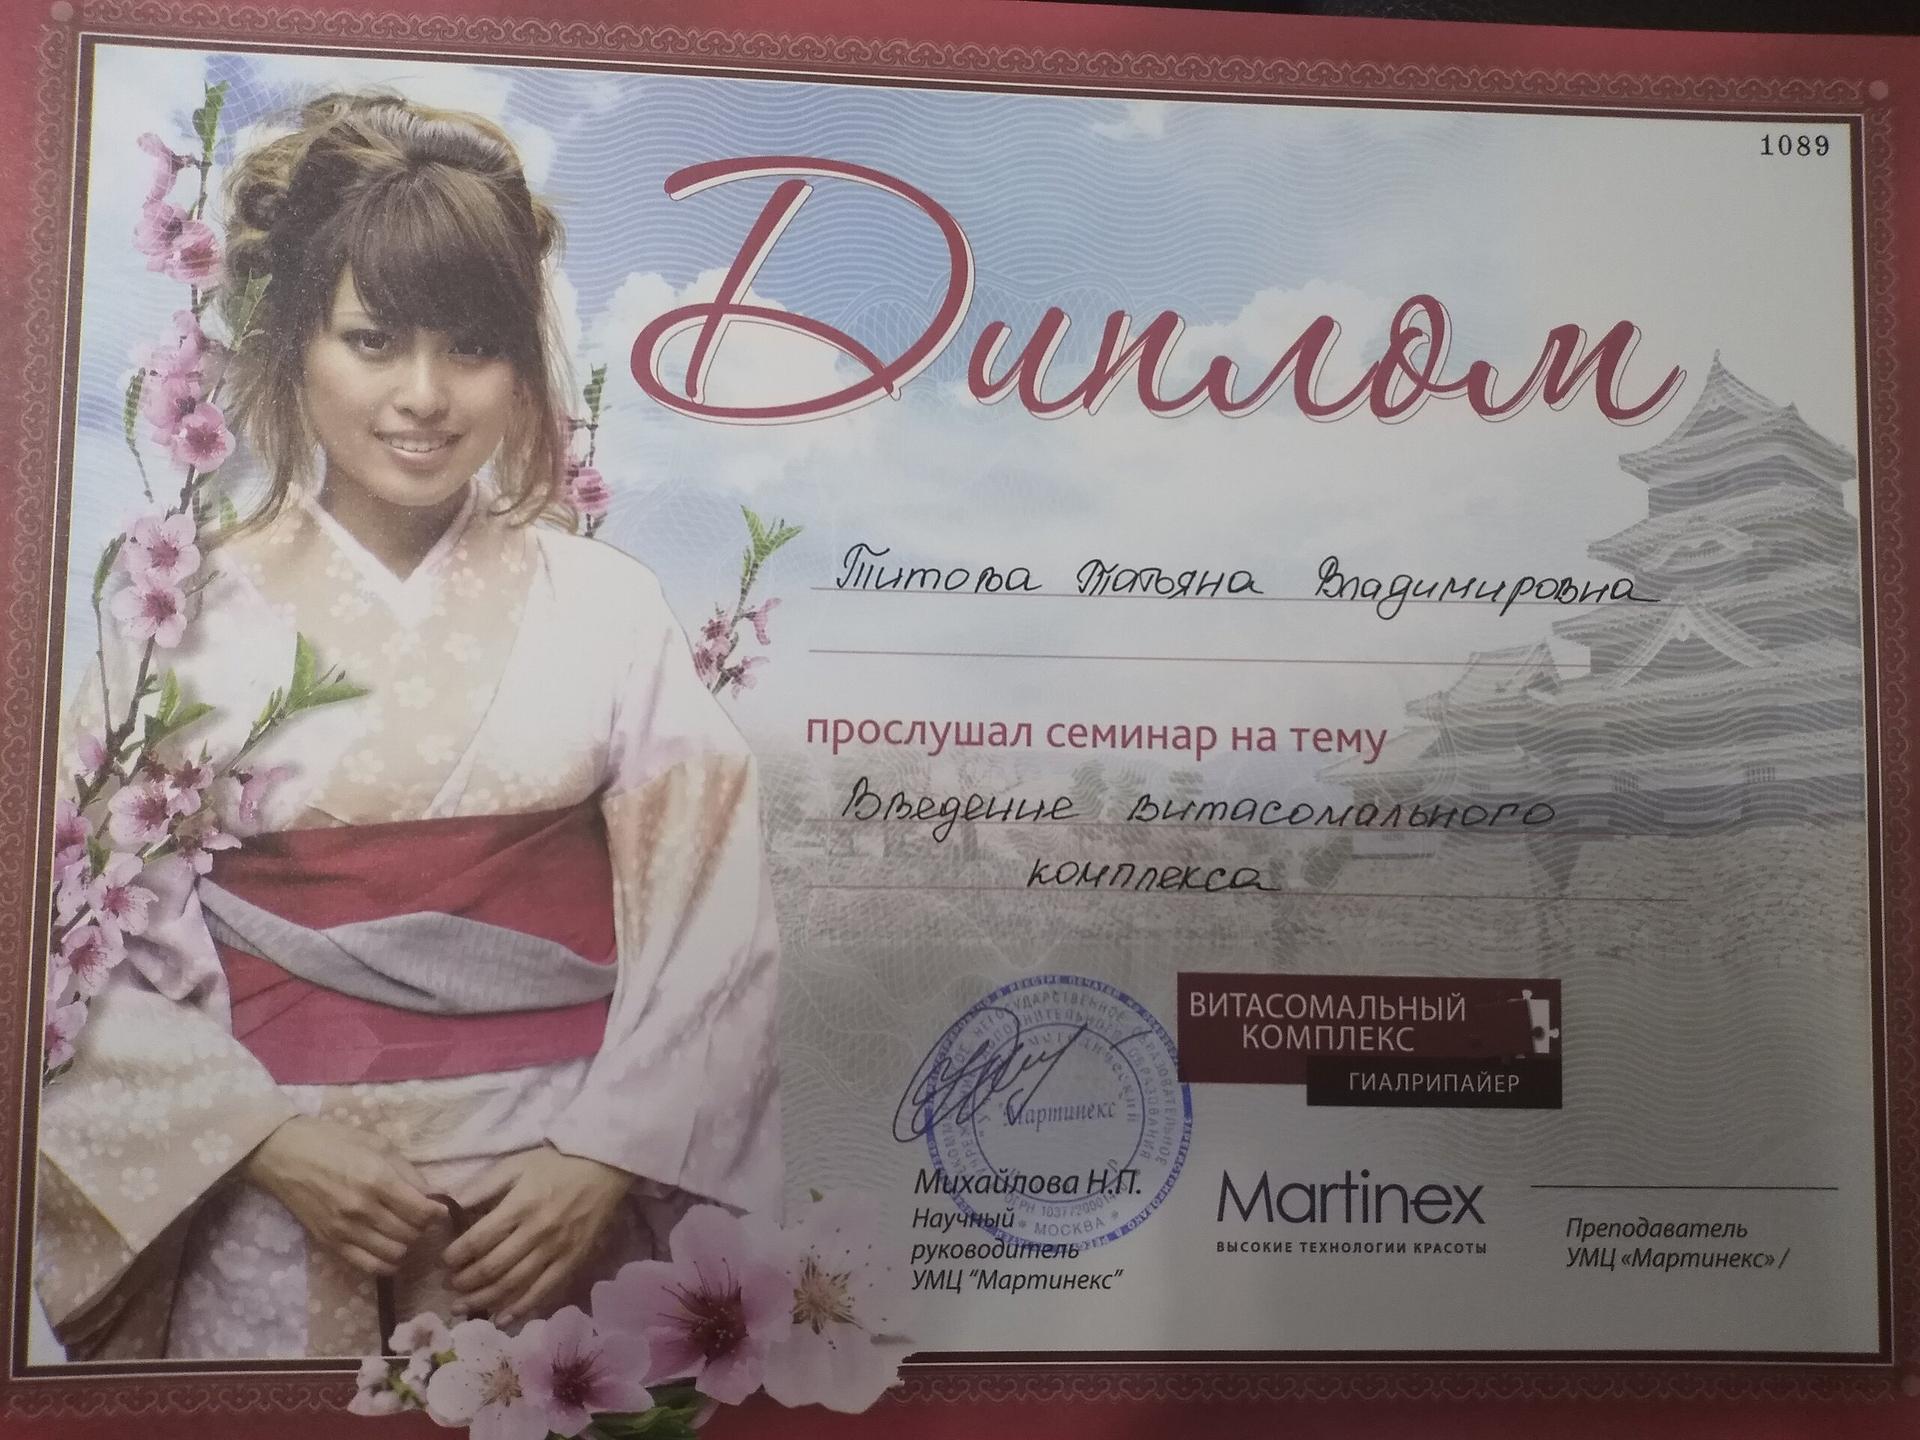 1089
Диплом
Титова Татьяна Владимировна
прослушал семинар на тему
Введение витасомального
комплекса
ВИТАСОМАЛЬНЫЙ
КОМПЛЕКС
ГИАЛРИПАЙЕР
"Мартинекс"
МОСКВА
Михайлова Н.П.
Научный
руководитель
УМЦ "Мартинекс"
Martinex
ВЫСОКИЕ ТЕХНОЛОГИИ КРАСОТЫ
Преподаватель
УМЦ «Мартинекс» /